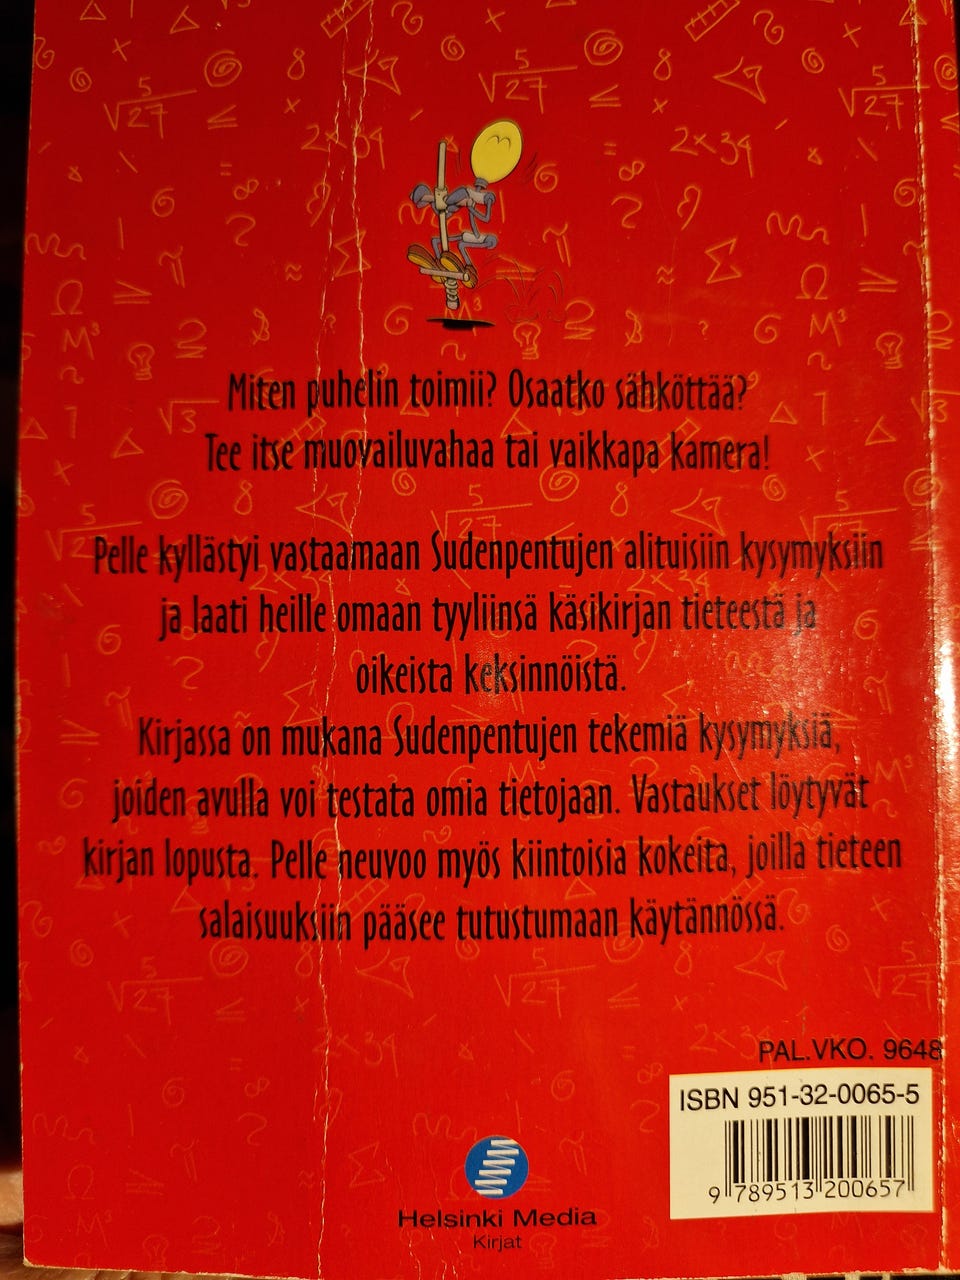 Miten puhelin toimii? Osaatko sähköttää?
Tee itse muovailuvahaa tai vaikkapa kamera!
Pelle kyllästyi vastaamaan Sudenpentujen alituisiin kysymyksiin
ja laati heille omaan tyyliinsä käsikirjan tieteestä ja
oikeista keksinnöistä.
Kirjassa on mukana Sudenpentujen tekemiä kysymyksiä,
joiden avulla voi testata omia tietojaan. Vastaukset löytyvät
kirjan lopusta. Pelle neuvoo myös kiintoisia kokeita, joilla tieteen
salaisuuksiin pääsee tutustumaan käytännössä.
PAL.VKO. 9648
ISBN 951-32-0065-5
9 789513 200657
Helsinki Media
Kirjat